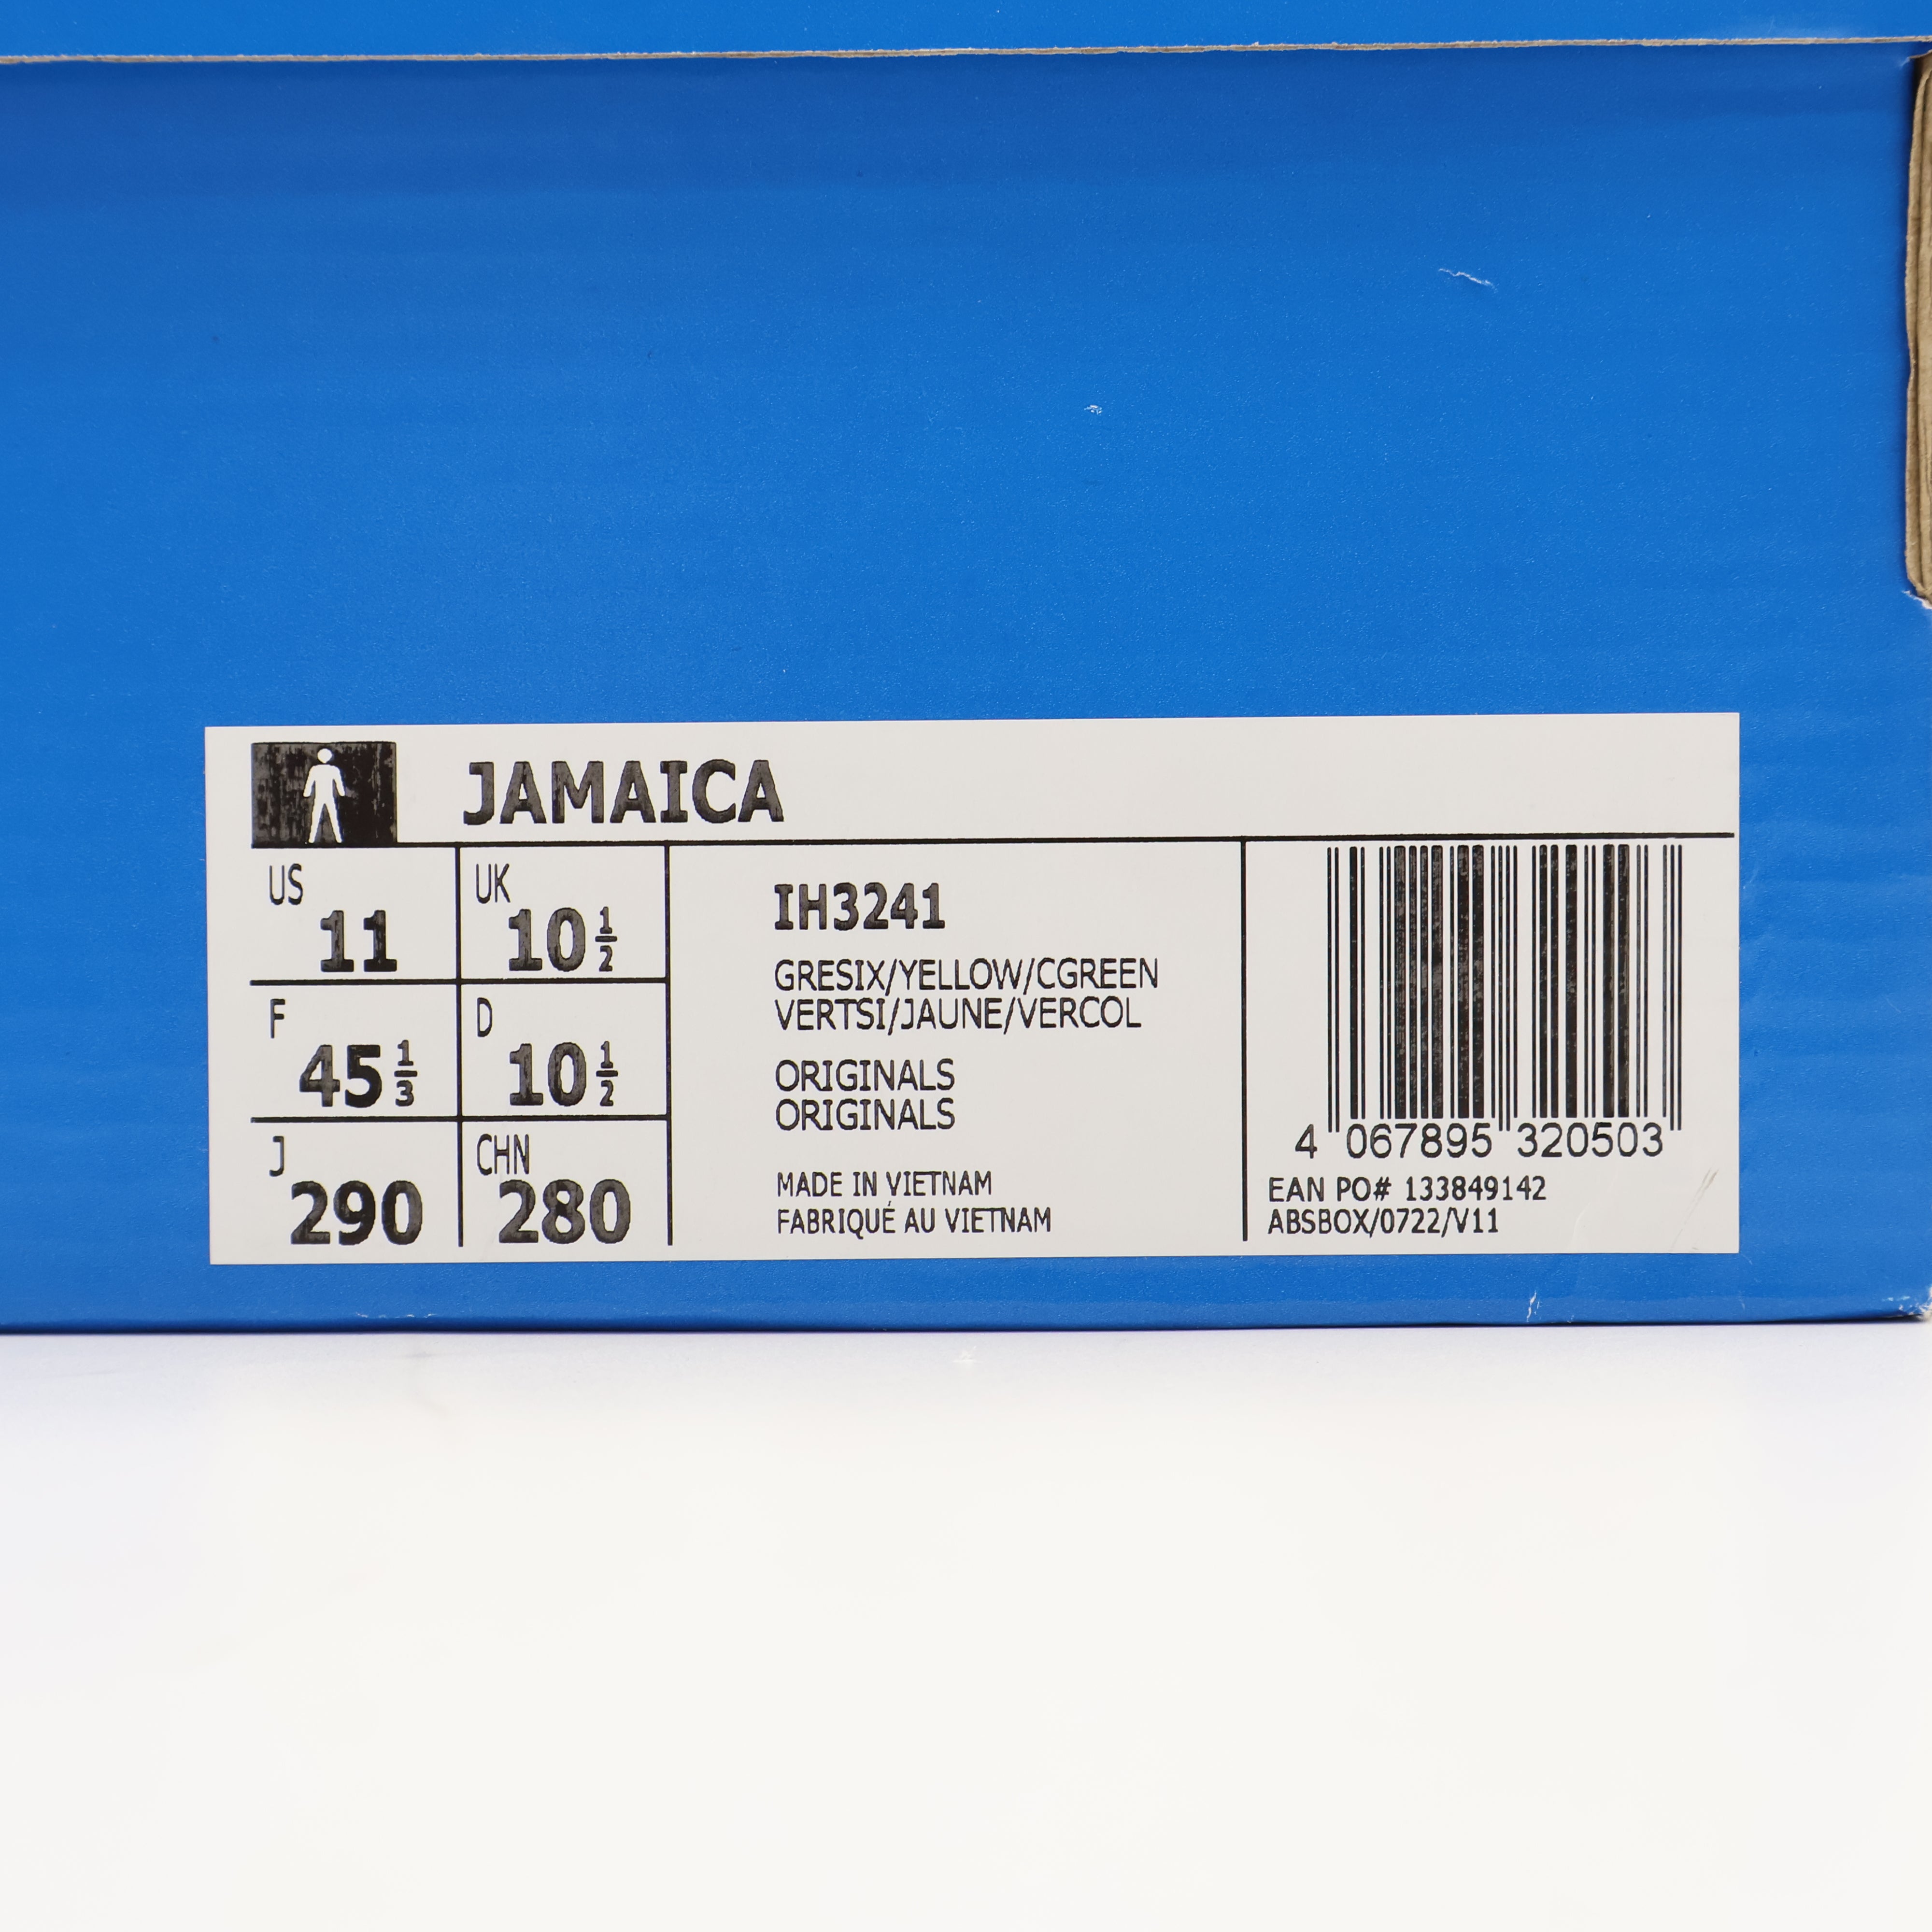 JAMAICA
US
11
UK
10 1/2
F
45 1/3
D
10 1/2
J
290
CHN
280
IH3241
GRESIX/YELLOW/CGREEN
VERTSI/JAUNE/VERCOL
ORIGINALS
ORIGINALS
MADE IN VIETNAM
FABRIQUÉ AU VIETNAM
4 067895 320503
EAN PO# 133849142
ABSBOX/0722/V11